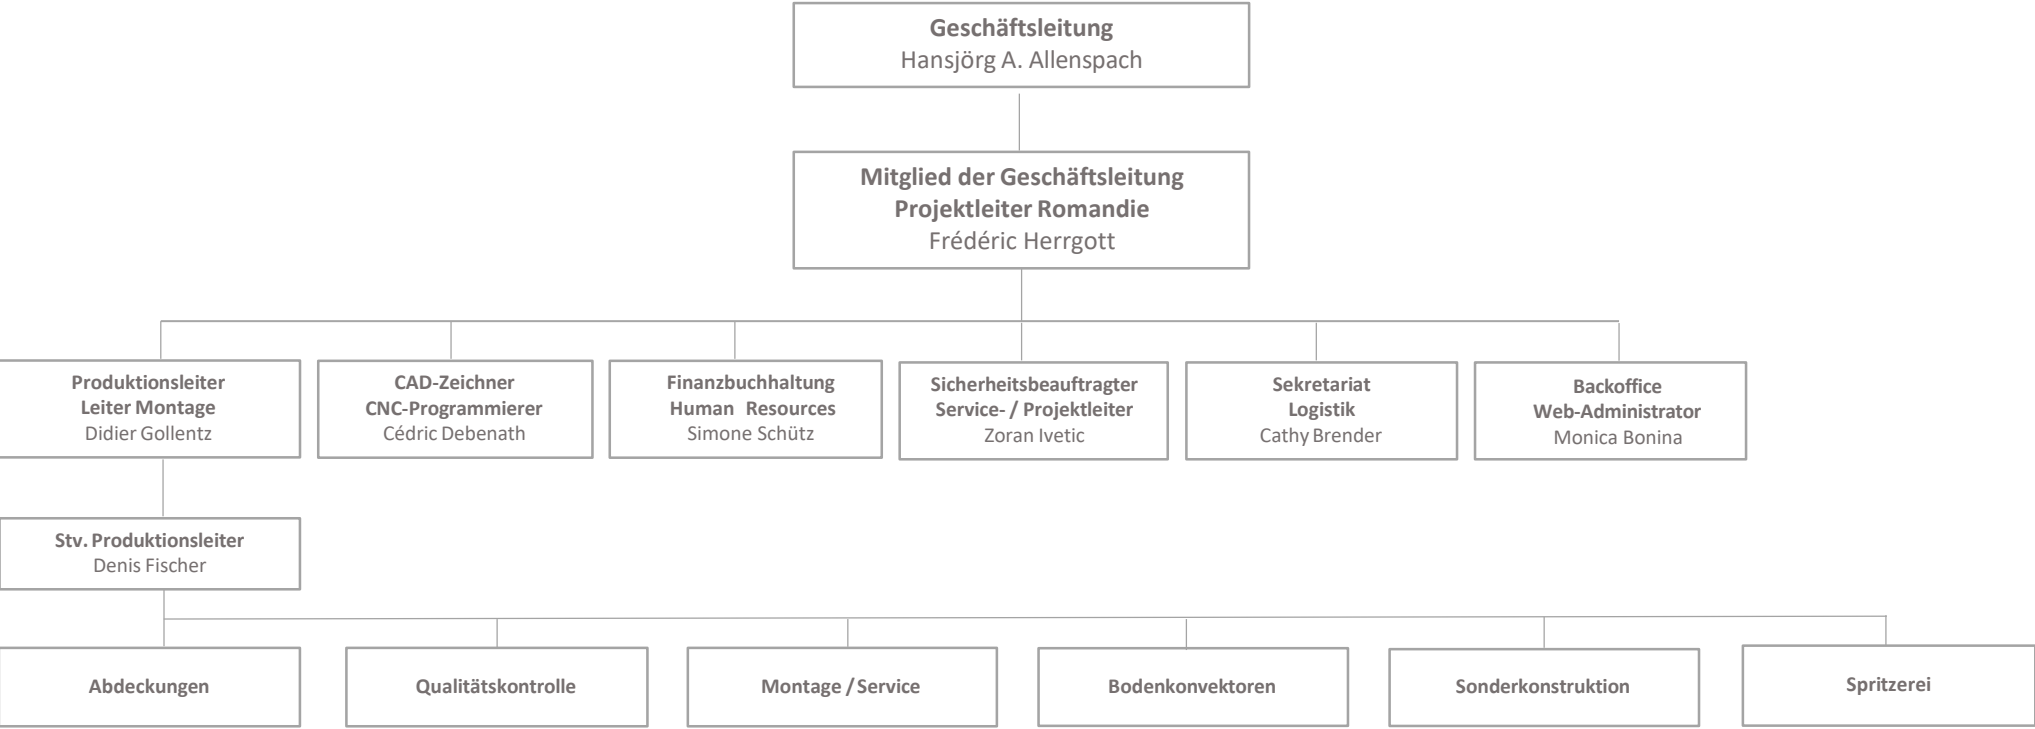 Geschäftsleitung
Hansjörg A. Allenspach
Mitglied der Geschäftsleitung
Projektleiter Romandie
Frédéric Herrgott
Produktionsleiter
Leiter Montage
Didier Gollentz
CAD-Zeichner
CNC-Programmierer
Cédric Debenath
Finanzbuchhaltung
Human Resources
Simone Schütz
Sicherheitsbeauftragter
Service- / Projektleiter
Zoran Ivetic
Sekretariat
Logistik
Cathy Brender
Backoffice
Web-Administrator
Monica Bonina
Stv. Produktionsleiter
Denis Fischer
Abdeckungen
Qualitätskontrolle
Montage / Service
Bodenkonvektoren
Sonderkonstruktion
Spritzerei